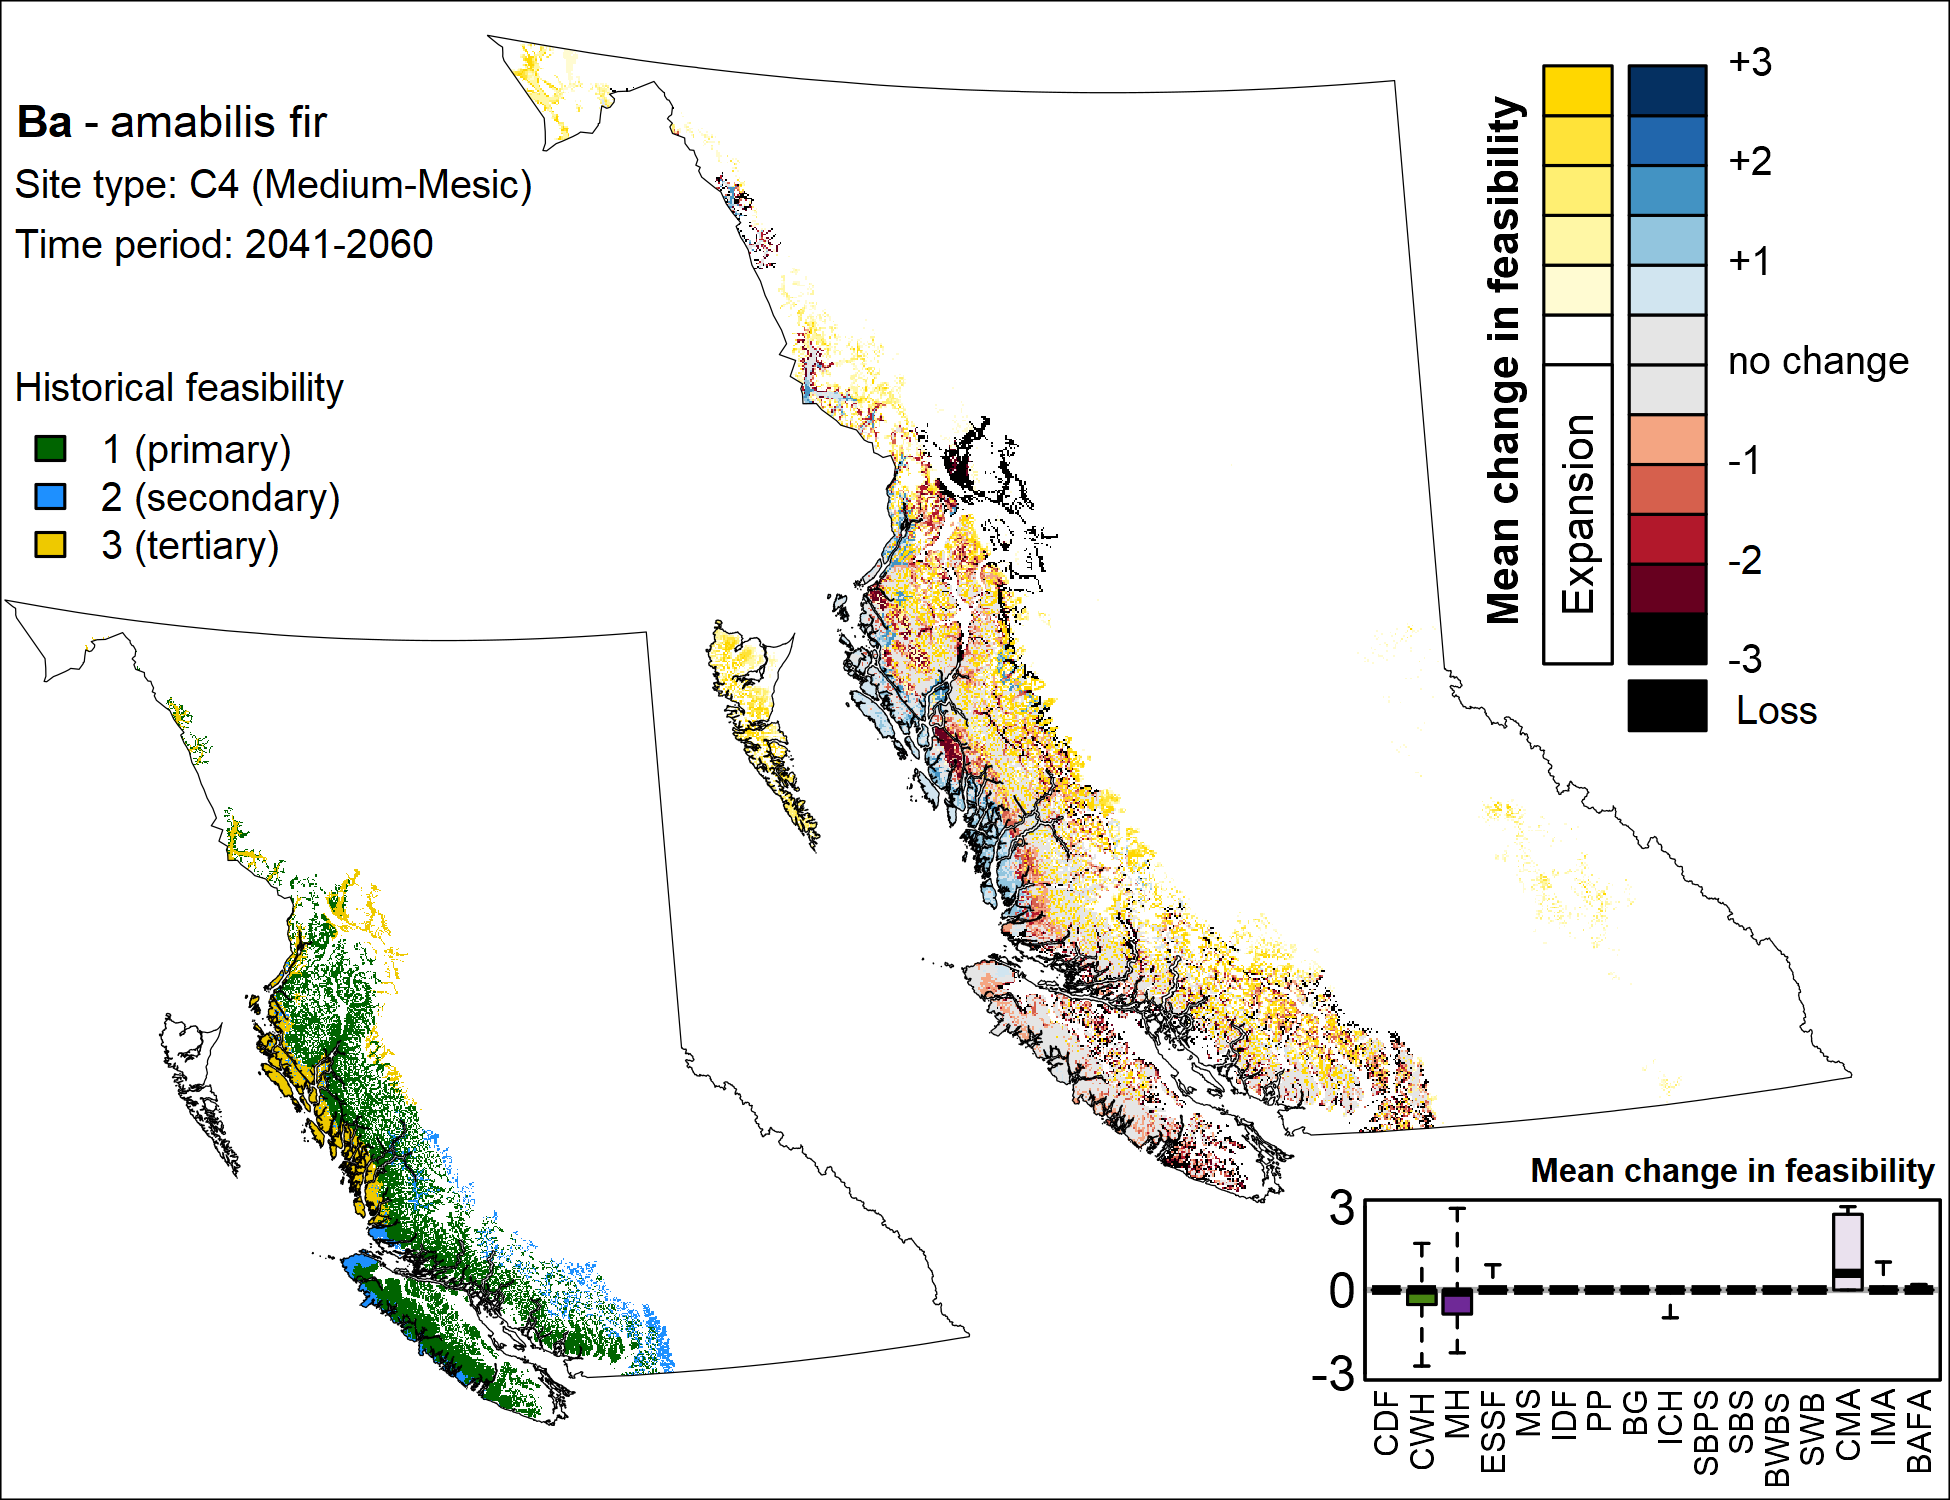 Ba - amabilis fir
Site type: C4 (Medium-Mesic)
Time period: 2041-2060
Historical feasibility
1 (primary)
2 (secondary)
3 (tertiary)
Mean change in feasibility
Expansion
+3
+2
+1
no change
-1
-2
-3
Loss
Mean change in feasibility
3
0
-3
CDF
CWH
MH
ESSF
MS
IDF
PP
BG
ICH
SBPS
SBS
BWBS
SWB
CMA
IMA
BAFA